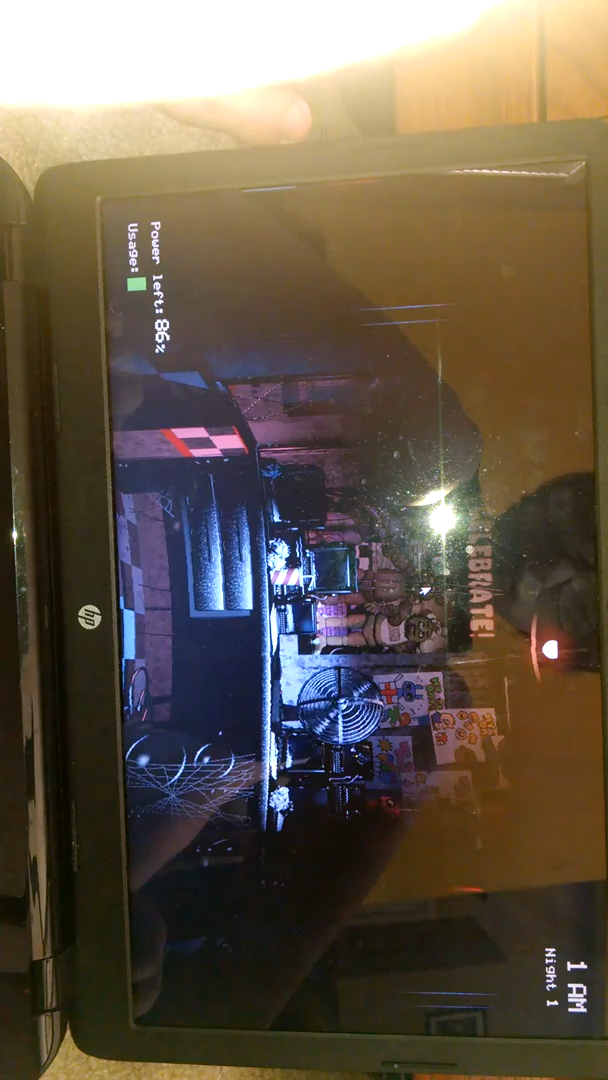 1 AM
Night 1
CELEBRATE!
Power left: 86%
Usage:
hp